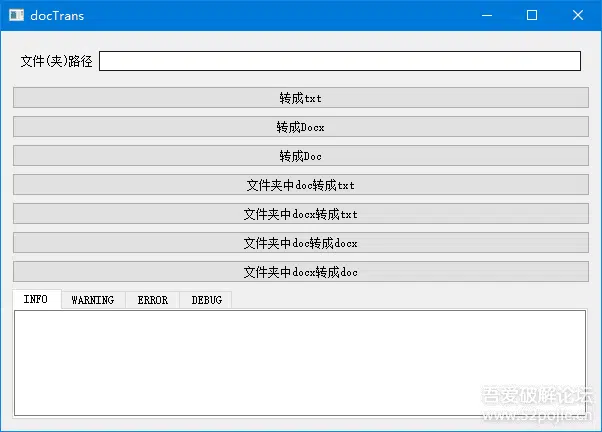 docTrans
文件(夹)路径
转成txt
转成Docx
转成Doc
文件夹中doc转成txt
文件夹中docx转成txt
文件夹中doc转成docx
文件夹中docx转成doc
INFO WARNING ERROR DEBUG
吾爱破解论坛
www.52pojie.cn